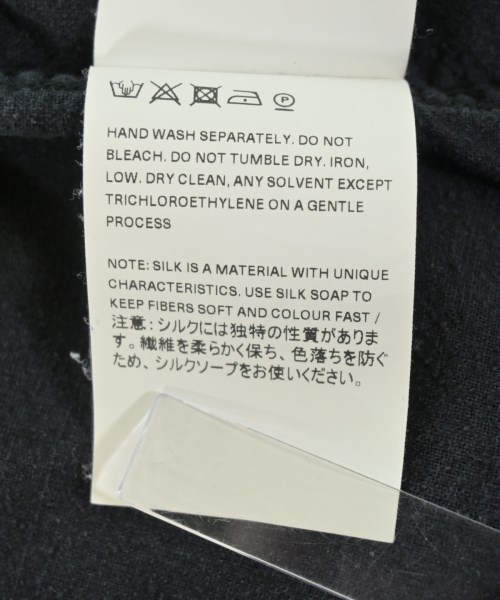 P
HAND WASH SEPARATELY. DO NOT
BLEACH. DO NOT TUMBLE DRY. IRON,
LOW. DRY CLEAN, ANY SOLVENT EXCEPT
TRICHLOROETHYLENE ON A GENTLE
PROCESS
NOTE: SILK IS A MATERIAL WITH UNIQUE
CHARACTERISTICS. USE SILK SOAP TO
KEEP FIBERS SOFT AND COLOUR FAST /
注意：シルクには独特の性質がありま
す。繊維を柔らかく保ち、色落ちを防ぐ
ため、シルクソープをお使いください。